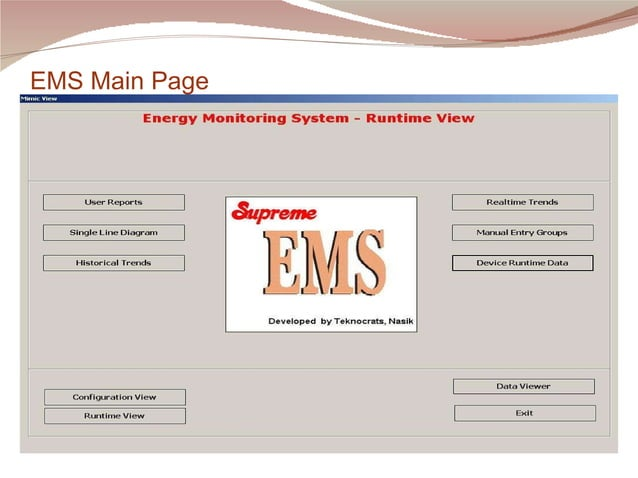 EMS Main Page
Mimic View
Energy Monitoring System - Runtime View
User Reports
Single Line Diagram
Historical Trends
Supreme
EMS
Developed by Teknocrats, Nasik
Realtime Trends
Manual Entry Groups
Device Runtime Data
Configuration View
Runtime View
Data Viewer
Exit